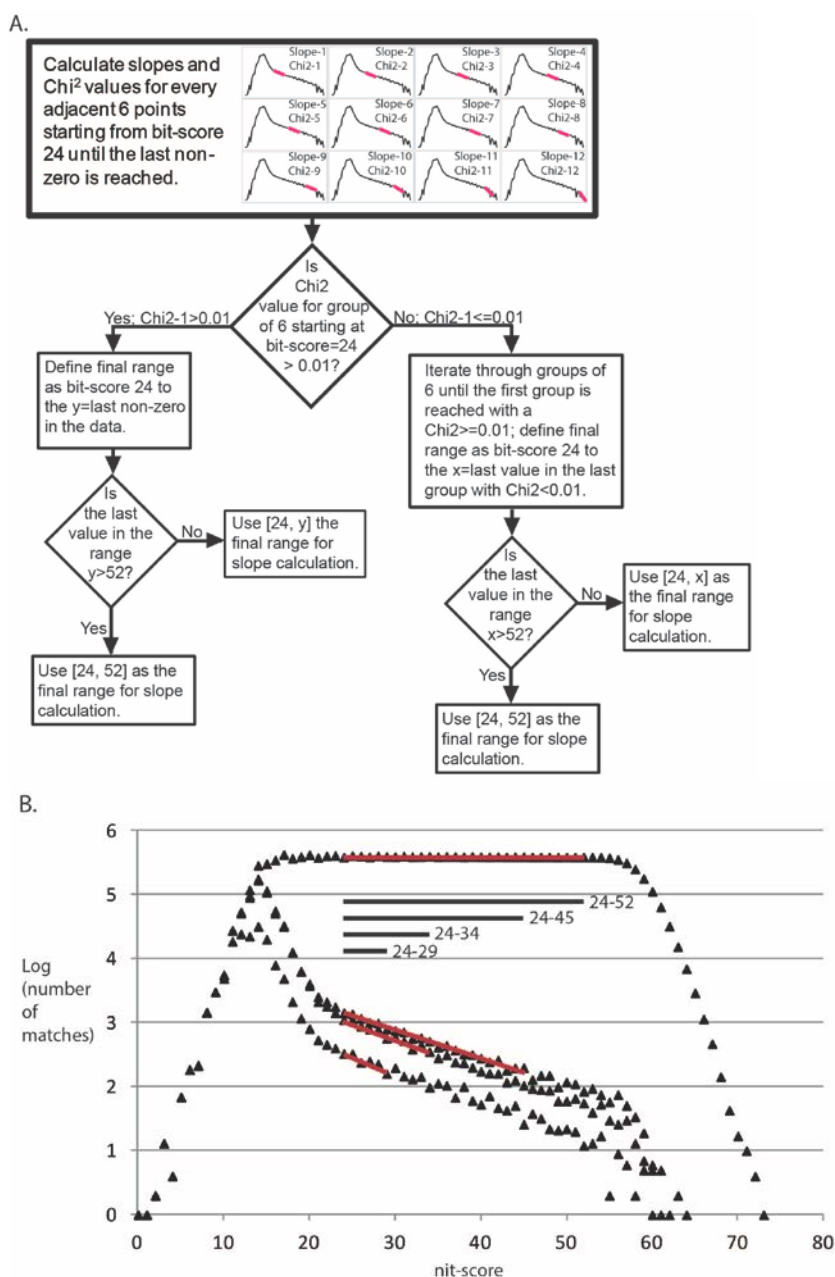 A.
Calculate slopes and
Chi² values for every
adjacent 6 points
starting from bit-score
24 until the last non-
zero is reached.
Slope-1
Chi2-1
Slope-2
Chi2-2
Slope-3
Chi2-3
Slope-4
Chi2-4
Slope-5
Chi2-5
Slope-6
Chi2-6
Slope-7
Chi2-7
Slope-8
Chi2-8
Slope-9
Chi2-9
Slope-10
Chi2-10
Slope-11
Chi2-11
Slope-12
Chi2-12
Is
Chi2
value for group
of 6 starting at
bit-score=24
> 0.01?
Yes; Chi2-1>0.01
No; Chi2-1<=0.01
Define final range
as bit-score 24 to
the y=last non-zero
in the data.
Iterate through groups of
6 until the first group is
reached with a
Chi2>=0.01; define final
range as bit-score 24 to
the x=last value in the last
group with Chi2<0.01.
Is
the last
value in the
range
y>52?
No
Use [24, y] the
final range for
slope calculation.
Yes
Use [24, 52] as the
final range for slope
calculation.
Is
the last
value in the
range
x>52?
No
Use [24, x] as
the final range
for slope
calculation.
Yes
Use [24, 52] as the
final range for slope
calculation.
B.
6
5
4
3
2
1
0
Log
(number
of
matches)
24-52
24-45
24-34
24-29
0 10 20 30 40 50 60 70 80
nit-score